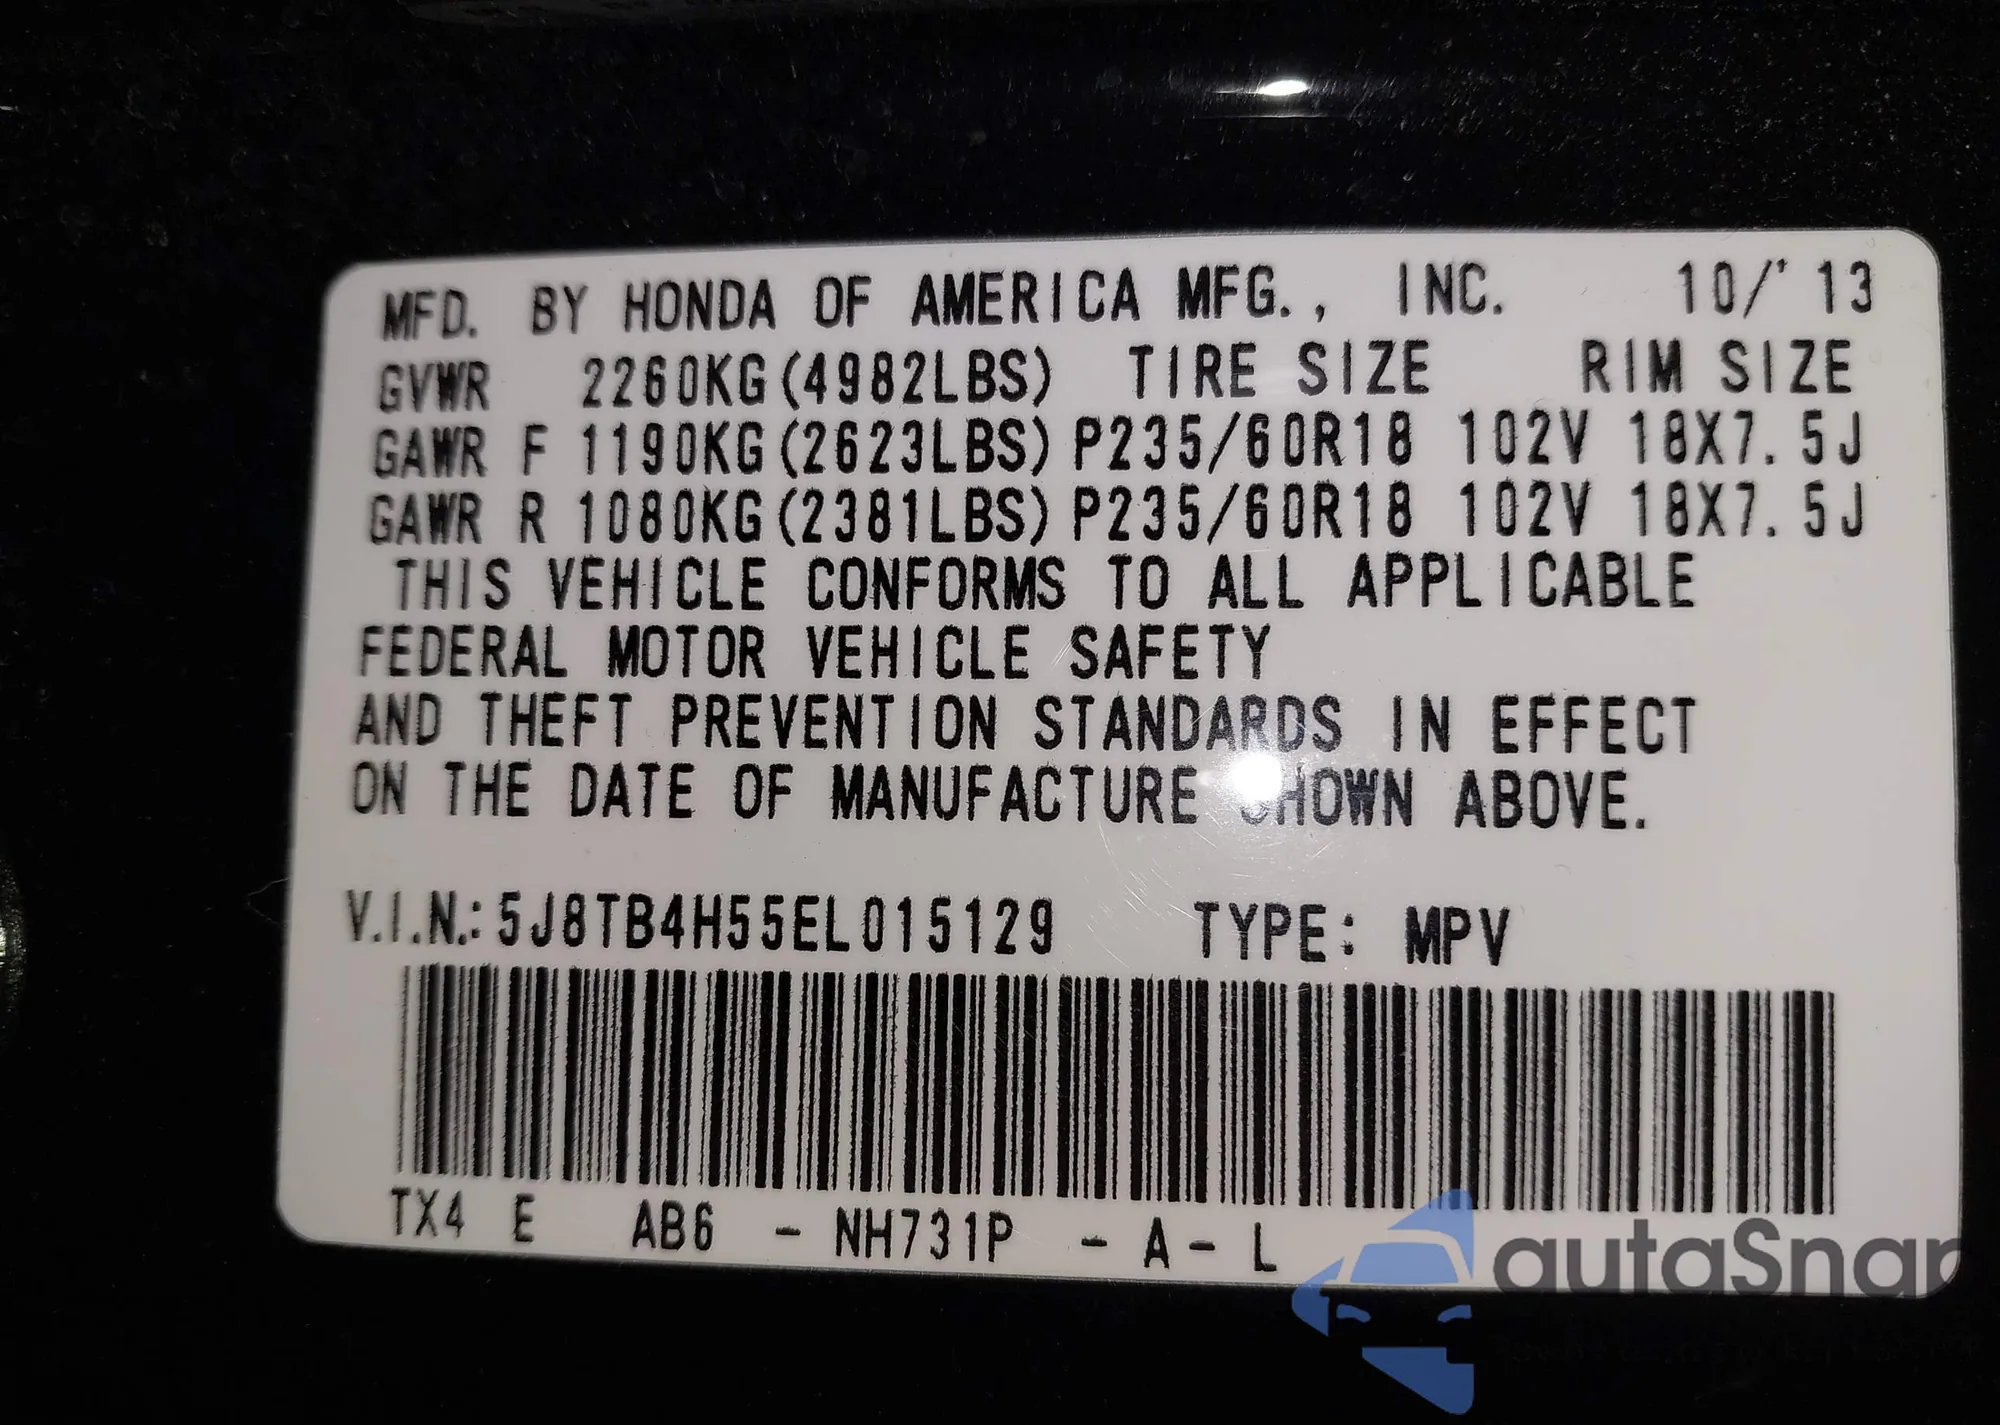 MFD. BY HONDA OF AMERICA MFG., INC. 10/'13
GVWR 2260KG(4982LBS) TIRE SIZE RIM SIZE
GAWR F 1190KG(2623LBS) P235/60R18 102V 18X7.5J
GAWR R 1080KG(2381LBS) P235/60R18 102V 18X7.5J
THIS VEHICLE CONFORMS TO ALL APPLICABLE
FEDERAL MOTOR VEHICLE SAFETY
AND THEFT PREVENTION STANDARDS IN EFFECT
ON THE DATE OF MANUFACTURE SHOWN ABOVE.
V.I.N.: 5J8TB4H55EL015129 TYPE: MPV
TX4 E AB6 - NH731P - A - L
autaSnap